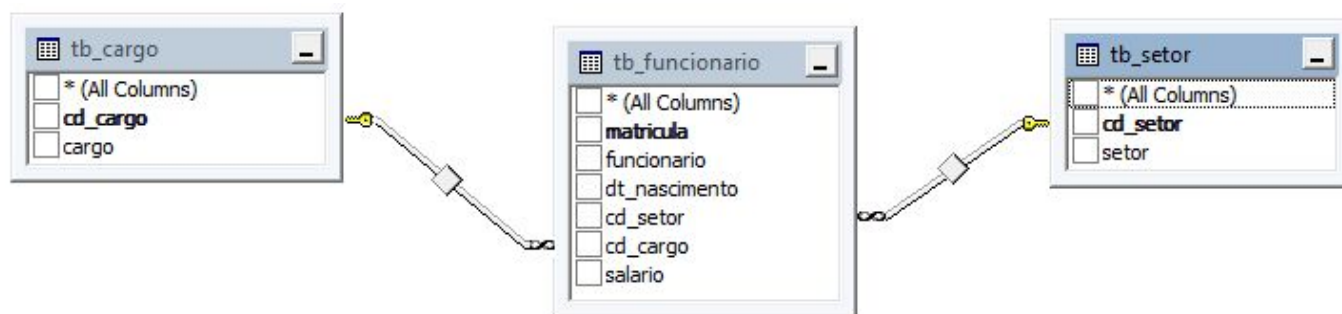 tb_cargo
* (All Columns)
cd_cargo
cargo
tb_funcionario
* (All Columns)
matricula
funcionario
dt_nascimento
cd_setor
cd_cargo
salario
tb_setor
* (All Columns)
cd_setor
setor